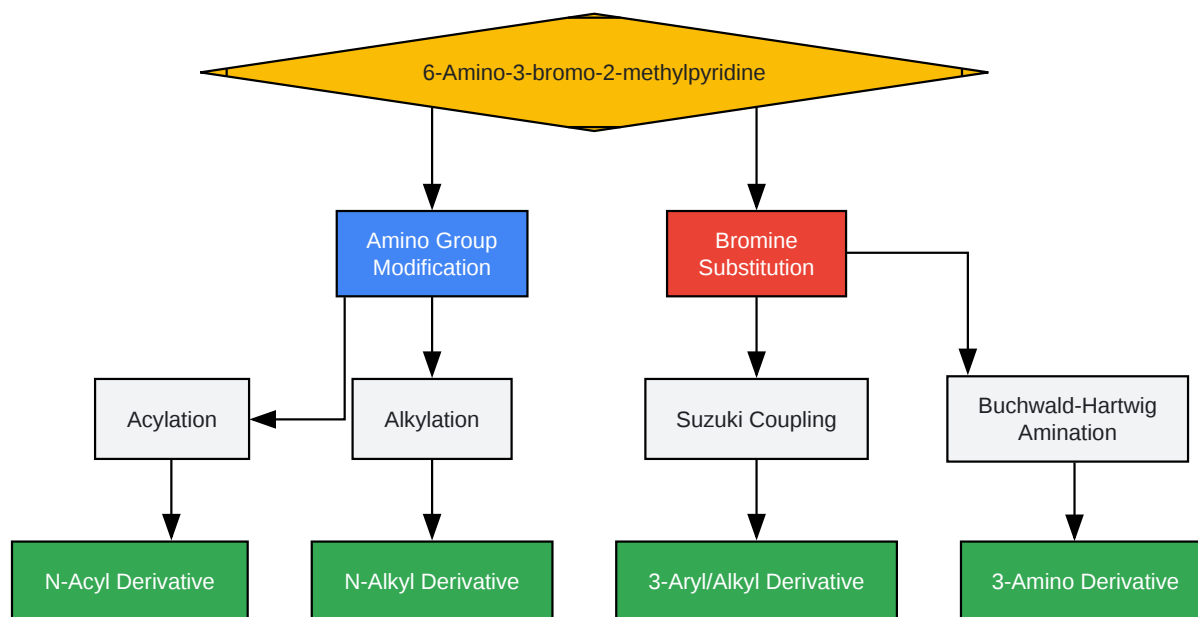 6-Amino-3-bromo-2-methylpyridine
Amino Group
Modification
Bromine
Substitution
Acylation
Alkylation
Suzuki Coupling
Buchwald-Hartwig
Amination
N-Acyl Derivative
N-Alkyl Derivative
3-Aryl/Alkyl Derivative
3-Amino Derivative